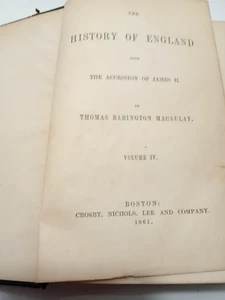 THE
HISTORY OF ENGLAND
FROM
THE ACCESSION OF JAMES II.
BY
THOMAS BABINGTON MACAULAY.
VOLUME IV.
BOSTON:
CROSBY, NICHOLS, LEE AND COMPANY.
1861.